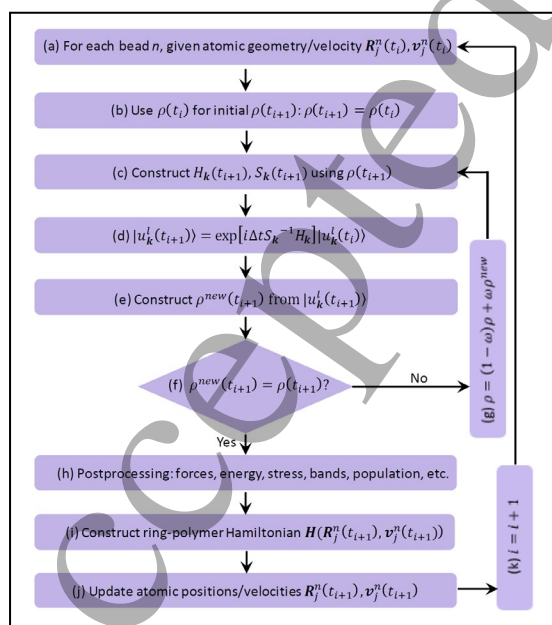 (a) For each bead n, given atomic geometry/velocity R_j^n(t_i), v_j^n(t_i)
(b) Use ρ(t_i) for initial ρ(t_{i+1}): ρ(t_{i+1}) = ρ(t_i)
(c) Construct H_k(t_{i+1}), S_k(t_{i+1}) using ρ(t_{i+1})
(d) |u_k^l(t_{i+1})⟩ = exp[iΔtS_k^{-1}H_k]|u_k^l(t_i)⟩
(e) Construct ρ^{new}(t_{i+1}) from |u_k^l(t_{i+1})⟩
(f) ρ^{new}(t_{i+1}) = ρ(t_{i+1})?
No
(g) ρ = (1 − ω)ρ + ωρ^{new}
Yes
(h) Postprocessing: forces, energy, stress, bands, population, etc.
(i) Construct ring-polymer Hamiltonian H(R_j^n(t_{i+1}), v_j^n(t_{i+1}))
(j) Update atomic positions/velocities R_j^n(t_{i+1}), v_j^n(t_{i+1})
(k) i = i + 1
ccepted